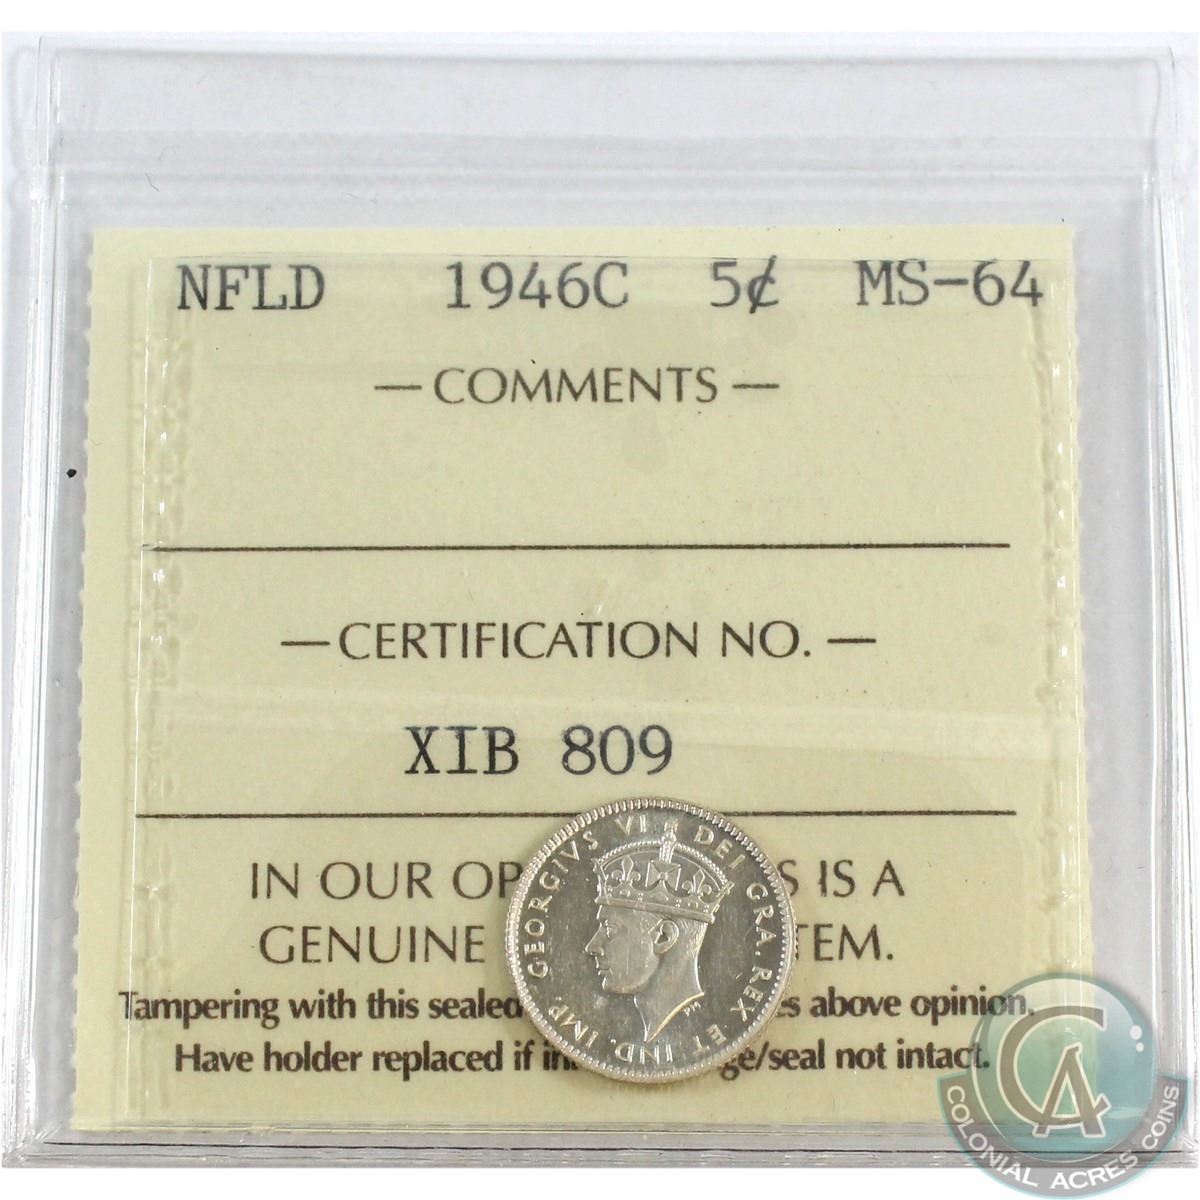 NFLD 1946C 5¢ MS-64
— COMMENTS —
— CERTIFICATION NO. —
XIB 809
IN OUR OP S IS A
GENUINE TEM.
Tampering with this sealed es above opinion.
Have holder replaced if in ge/seal not intact.
GEORGIVS VI DEI GRA. REX ET IND. IMP.
CA
COLONIAL ACRES COINS